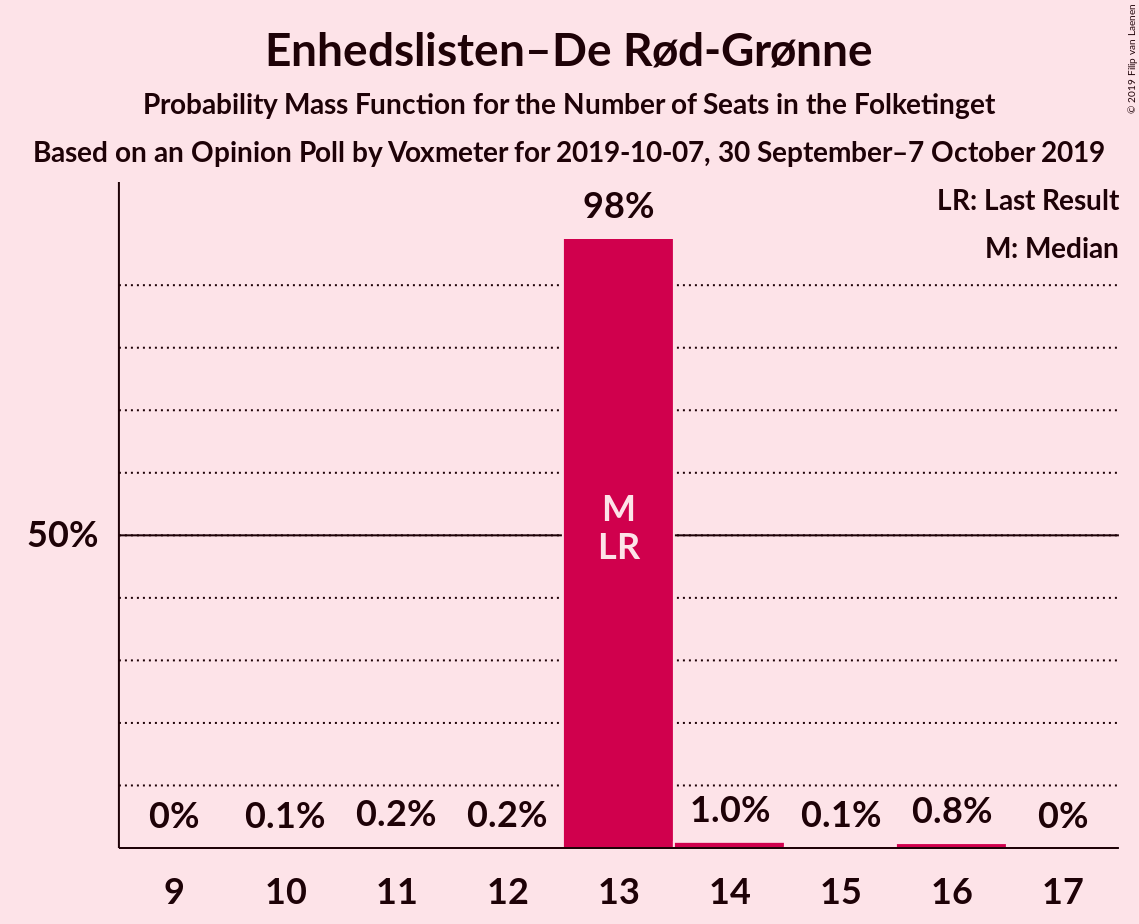 Enhedslisten–De Rød-Grønne
Probability Mass Function for the Number of Seats in the Folketinget
Based on an Opinion Poll by Voxmeter for 2019-10-07, 30 September–7 October 2019
© 2019 Filip van Laenen
LR: Last Result
M: Median
98%
50%
M
LR
0%
0.1%
0.2%
0.2%
1.0%
0.1%
0.8%
0%
9
10
11
12
13
14
15
16
17